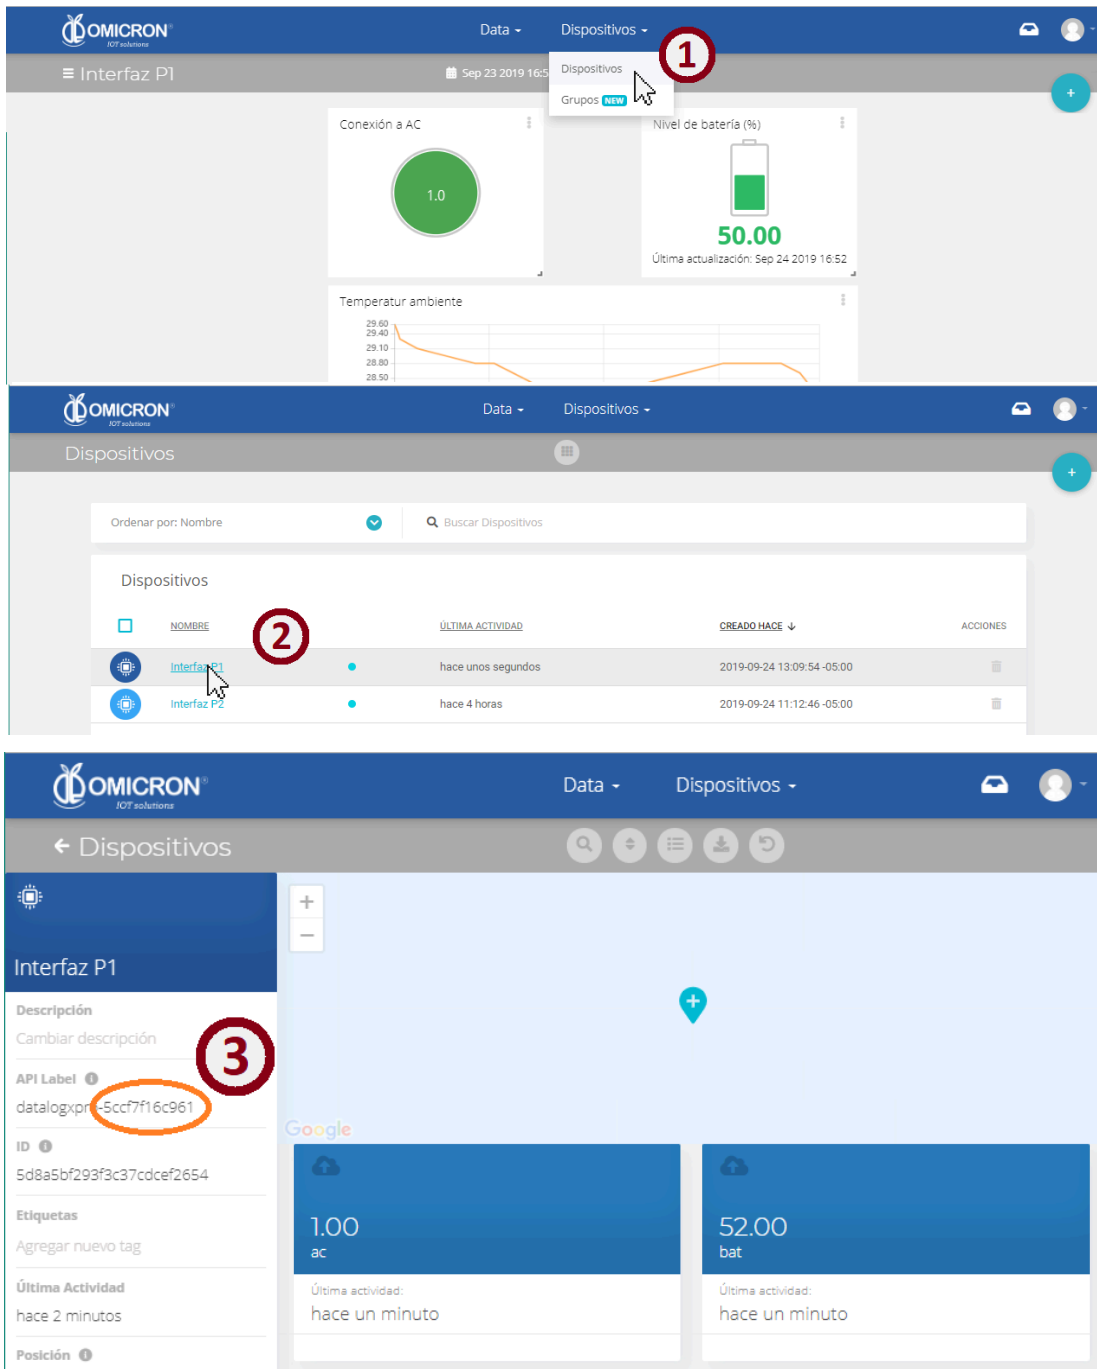 OMICRON®
IOT solutions
Data
Dispositivos
1
Interfaz P1
Sep 23 2019 16:5
Dispositivos
Grupos NEW
+
Conexión a AC
1.0
Nivel de batería (%)
50.00
Última actualización: Sep 24 2019 16:52
Temperatur ambiente
29.60
29.40
29.10
28.80
28.50
OMICRON®
IOT solutions
Data
Dispositivos
Dispositivos
+
Ordenar por: Nombre
Buscar Dispositivos
Dispositivos
2
NOMBRE
ÚLTIMA ACTIVIDAD
CREADO HACE
ACCIONES
Interfaz P1
hace unos segundos
2019-09-24 13:09:54 -05:00
Interfaz P2
hace 4 horas
2019-09-24 11:12:46 -05:00
OMICRON®
IOT solutions
Data
Dispositivos
Dispositivos
Interfaz P1
Descripción
Cambiar descripción
3
API Label
-5ccf7f16c961
ID
5d8a5bf293f3c37cdcef2654
Etiquetas
Agregar nuevo tag
Última Actividad
hace 2 minutos
Posición
+
−
Google
1.00
ac
Última actividad:
hace un minuto
52.00
bat
Última actividad:
hace un minuto